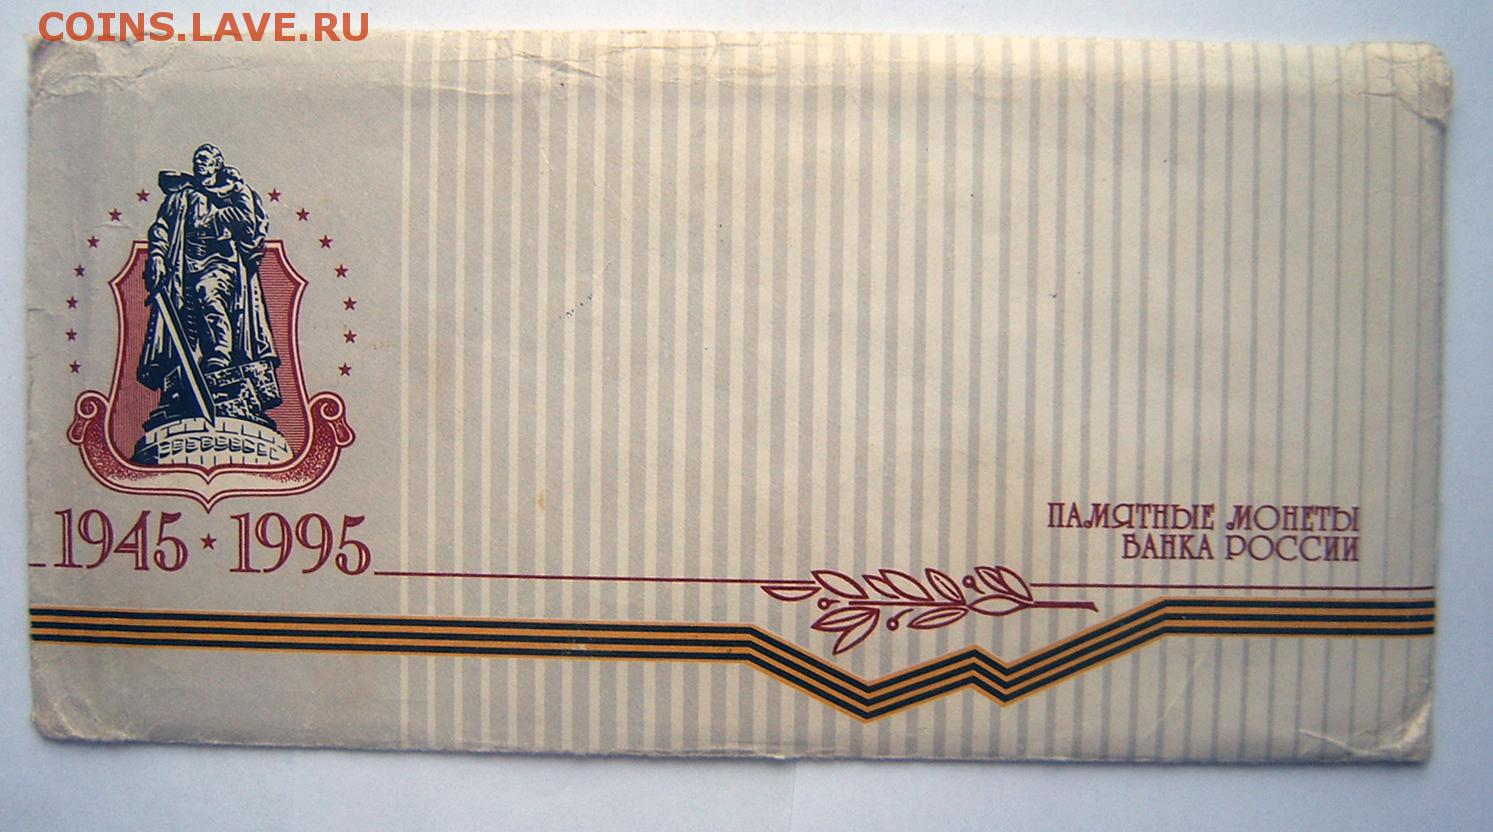 COINS.LAVE.RU
1945 ★ 1995
ПАМЯТНЫЕ МОНЕТЫ
БАНКА РОССИИ